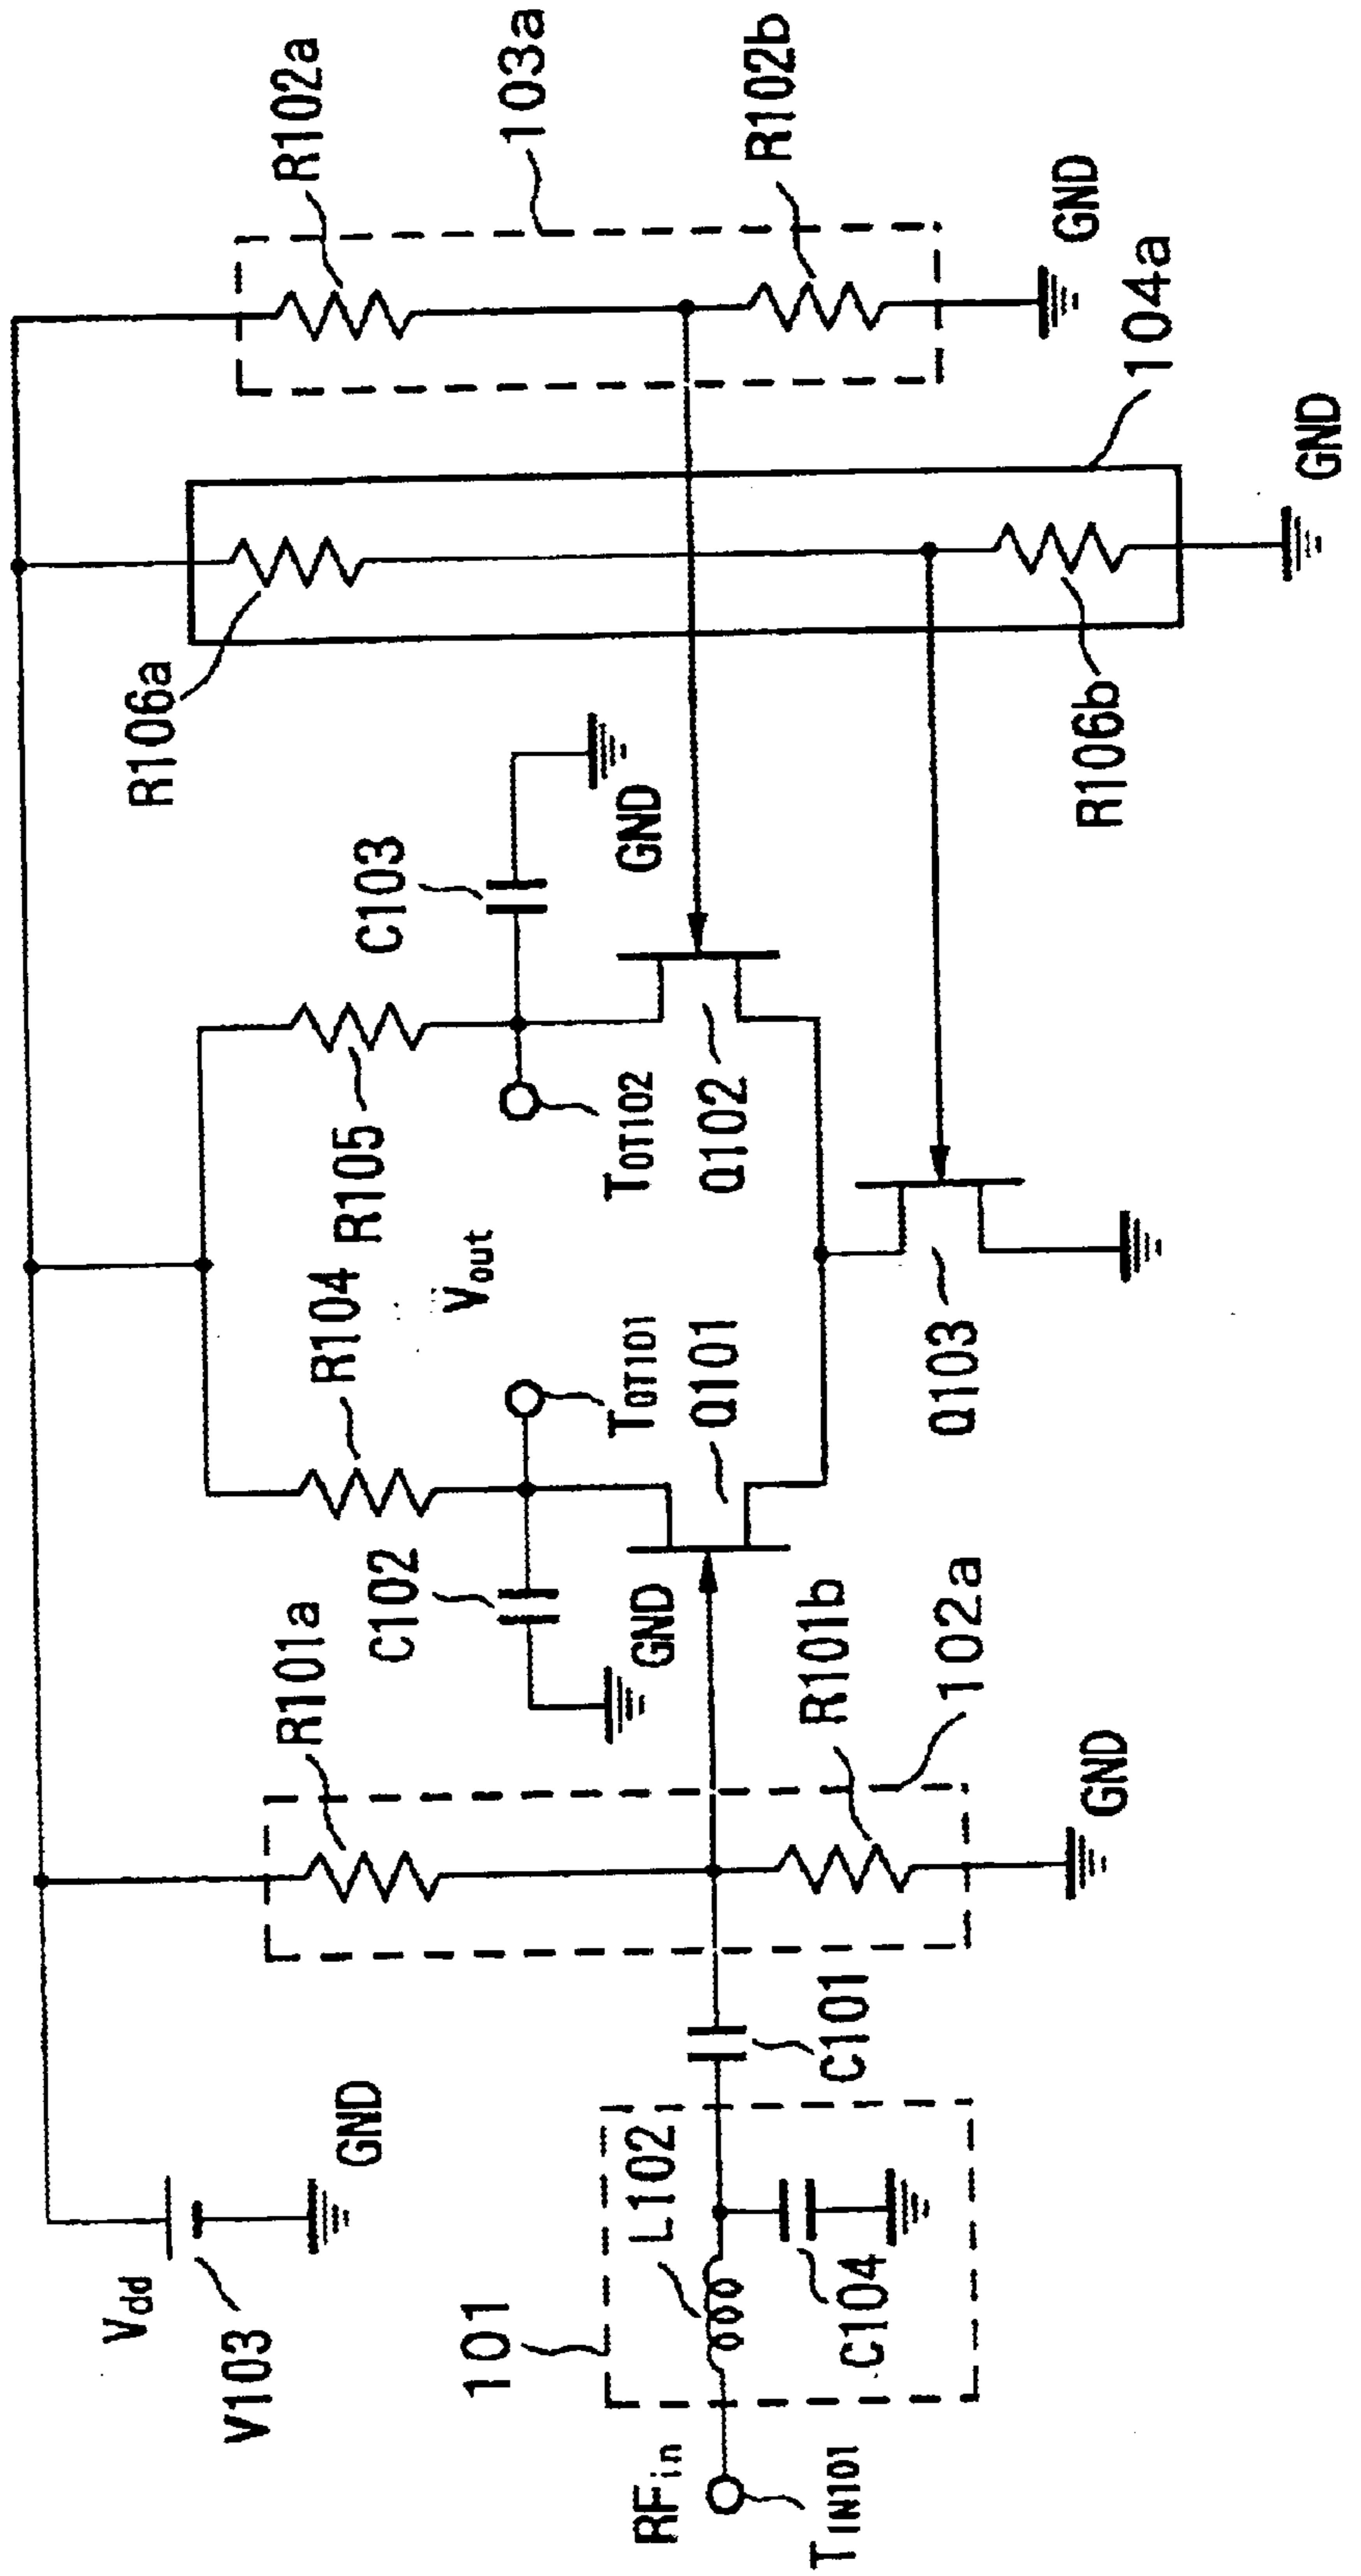 Vdd
V103
GND
101
L102
C104
RFin
TIN101
C101
R101a
R101b
102a
GND
C102
GND
R104
R105
Vout
TOT101
TOT102
Q101
Q102
Q103
C103
GND
R106a
R106b
104a
GND
R102a
103a
R102b
GND